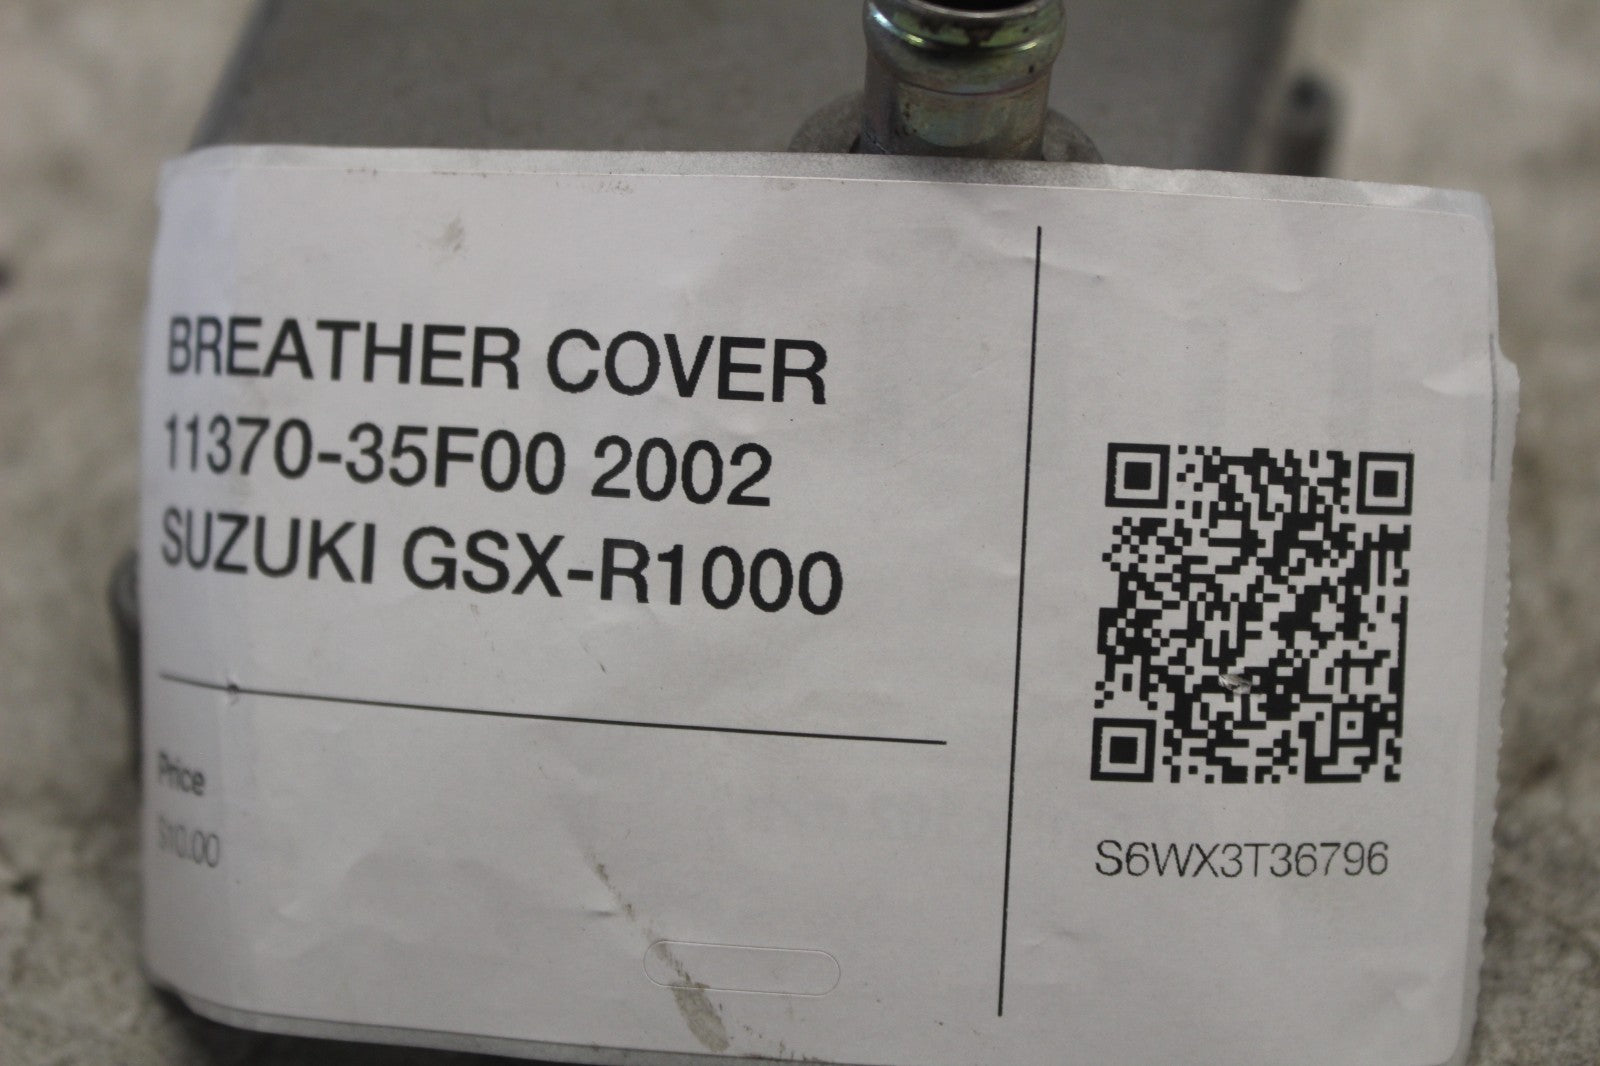 BREATHER COVER
11370-35F00 2002
SUZUKI GSX-R1000
Price
$10.00
S6WX3T36796